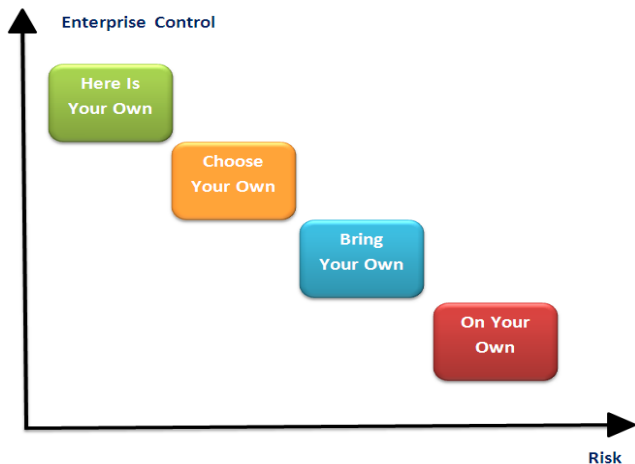 Enterprise Control
Here Is
Your Own
Choose
Your Own
Bring
Your Own
On Your
Own
Risk